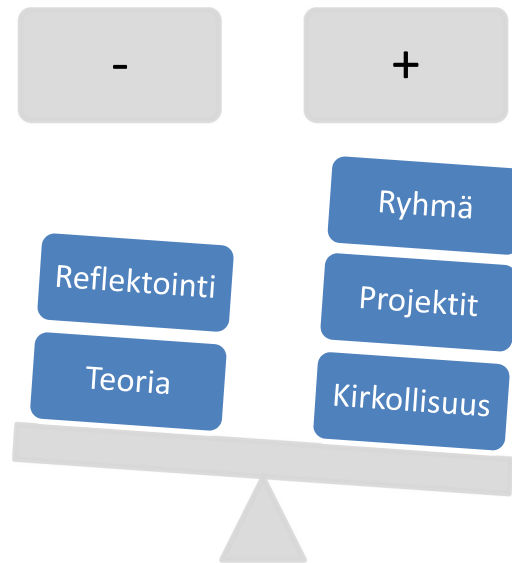 -
+
Reflektointi
Teoria
Ryhmä
Projektit
Kirkollisuus